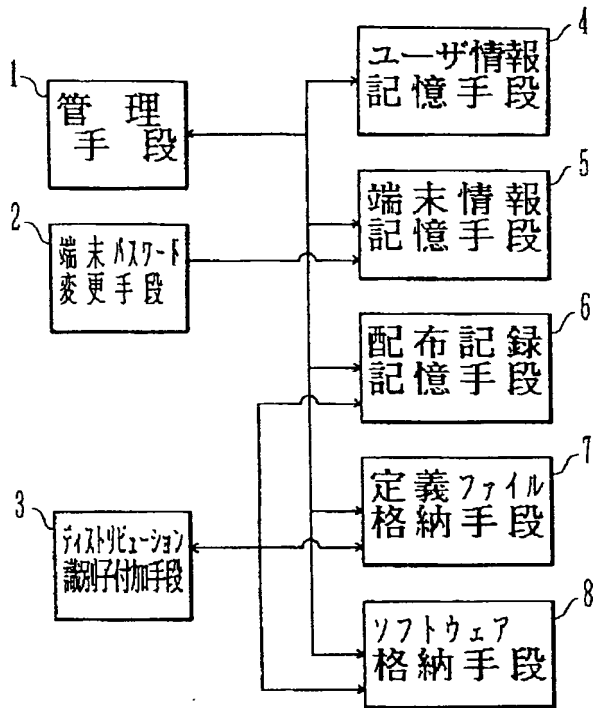 1
管理
手段
2
端末パスワード
変更手段
3
ディストリビューション
識別子付加手段
4
ユーザ情報
記憶手段
5
端末情報
記憶手段
6
配布記録
記憶手段
7
定義ファイル
格納手段
8
ソフトウェア
格納手段